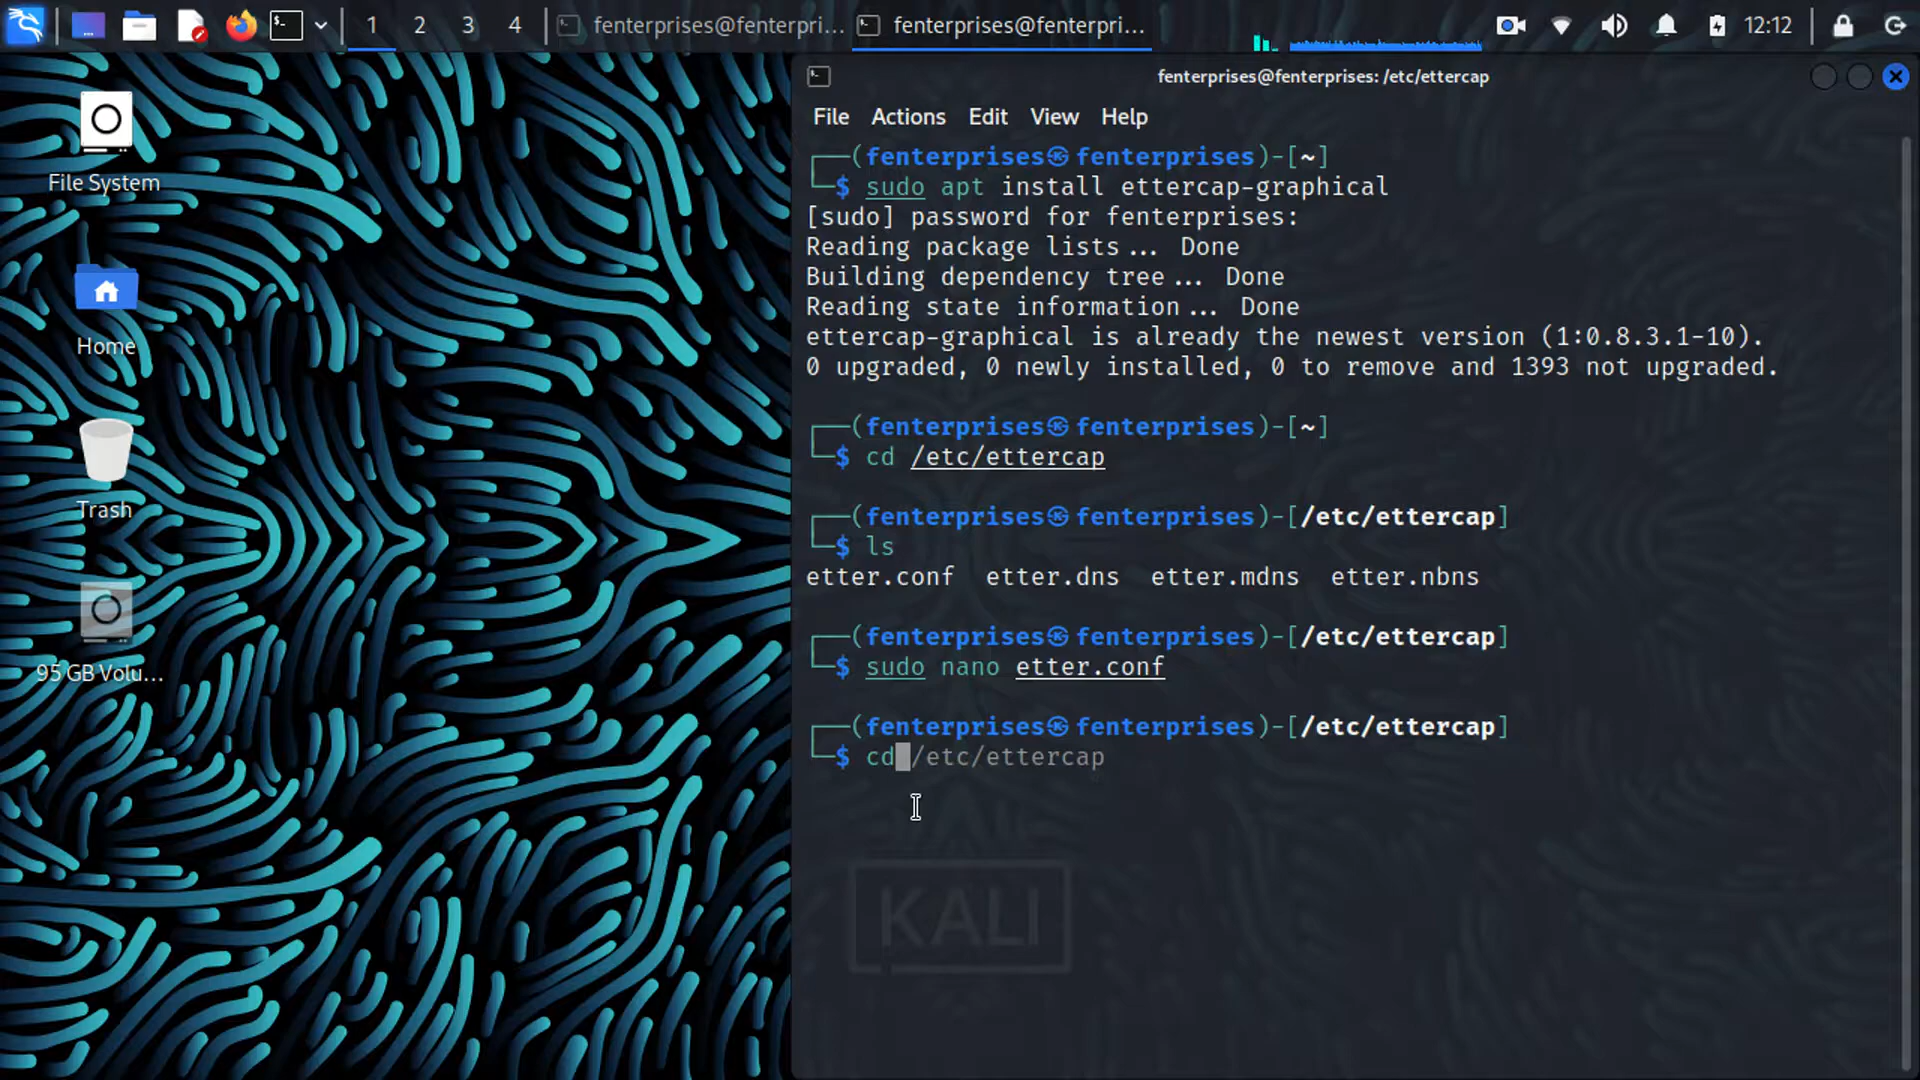 1 2 3 4 fenterprises@fenterpri... fenterprises@fenterpri... 12:12
File System
Home
Trash
95 GB Volu...
fenterprises@fenterprises: /etc/ettercap
File Actions Edit View Help
┌──(fenterprises㉿fenterprises)-[~]
└─$ sudo apt install ettercap-graphical
[sudo] password for fenterprises:
Reading package lists... Done
Building dependency tree... Done
Reading state information... Done
ettercap-graphical is already the newest version (1:0.8.3.1-10).
0 upgraded, 0 newly installed, 0 to remove and 1393 not upgraded.
┌──(fenterprises㉿fenterprises)-[~]
└─$ cd /etc/ettercap
┌──(fenterprises㉿fenterprises)-[/etc/ettercap]
└─$ ls
etter.conf etter.dns etter.mdns etter.nbns
┌──(fenterprises㉿fenterprises)-[/etc/ettercap]
└─$ sudo nano etter.conf
┌──(fenterprises㉿fenterprises)-[/etc/ettercap]
└─$ cd /etc/ettercap
KALI